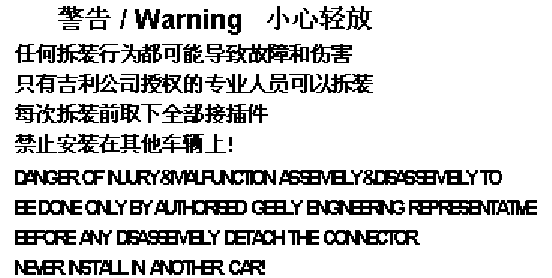 警告 / Warning 小心轻放
任何拆装行为都可能导致故障和伤害
只有吉利公司授权的专业人员可以拆装
每次拆装前取下全部接插件
禁止安装在其他车辆上!
DANGER OF INJURY&MALFUNCTION ASSEMBLY&DISASSEMBLY TO
BE DONE ONLY BY AUTHORISED GEELY ENGINEERING REPRESENTATIVE
BEFORE ANY DISASSEMBLY DETACH THE CONNECTOR
NEVER INSTALL IN ANOTHER CAR!